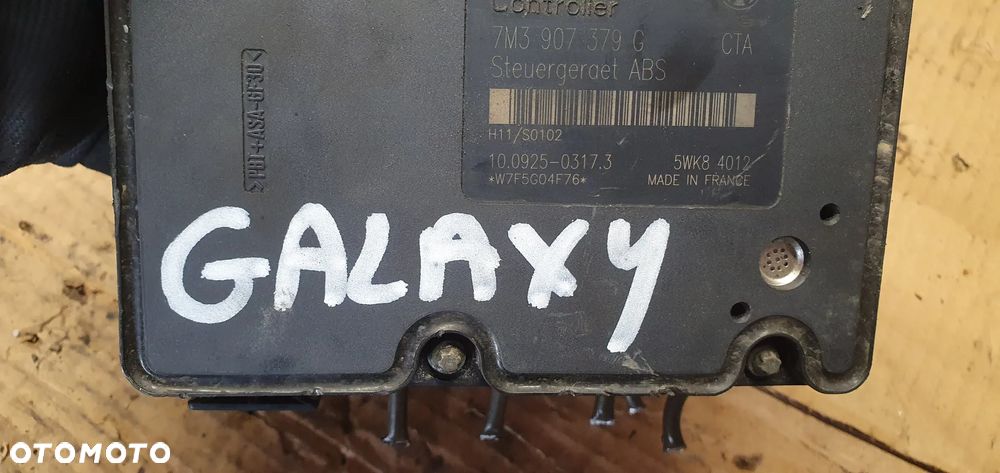 Controller
7M3 907 379 G CTA
Steuergeraet ABS
H11/S0102
10.0925-0317.3 5WK8 4012
*W7F5G04F76* MADE IN FRANCE
>PBT+ASA-GF30<
GALAXY
OTOMOTO